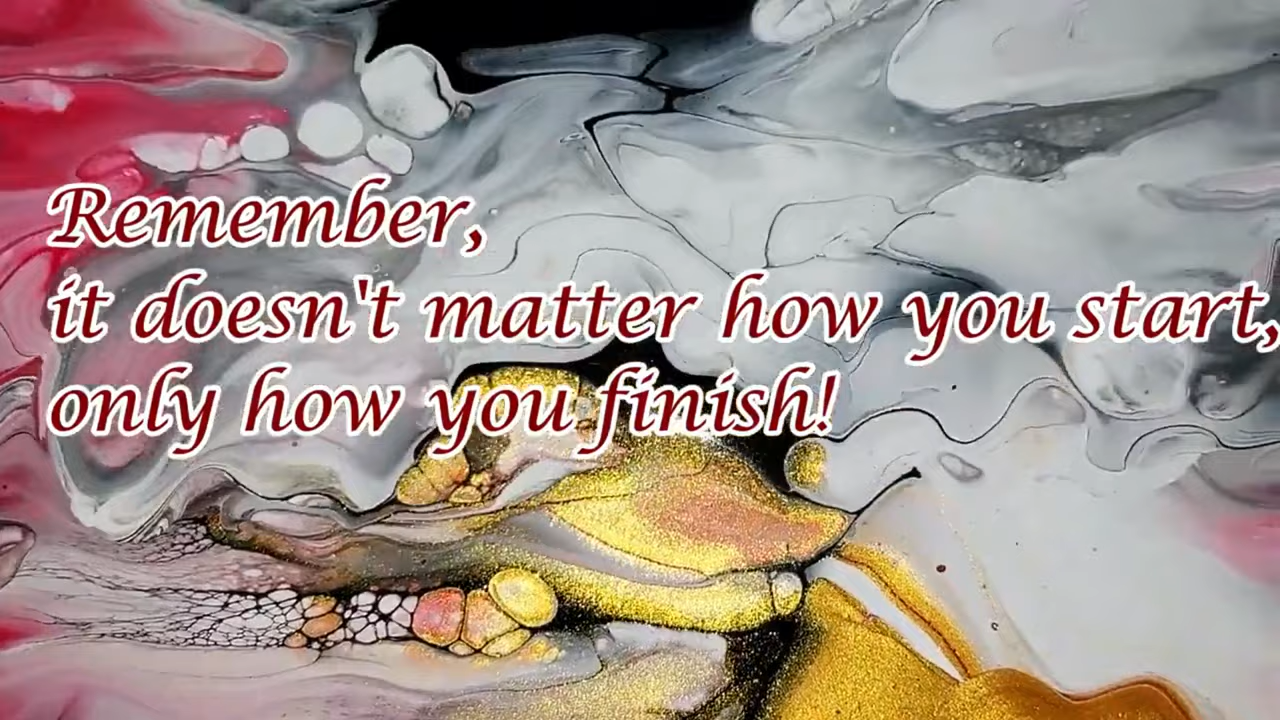 Remember,
it doesn't matter how you start,
only how you finish!